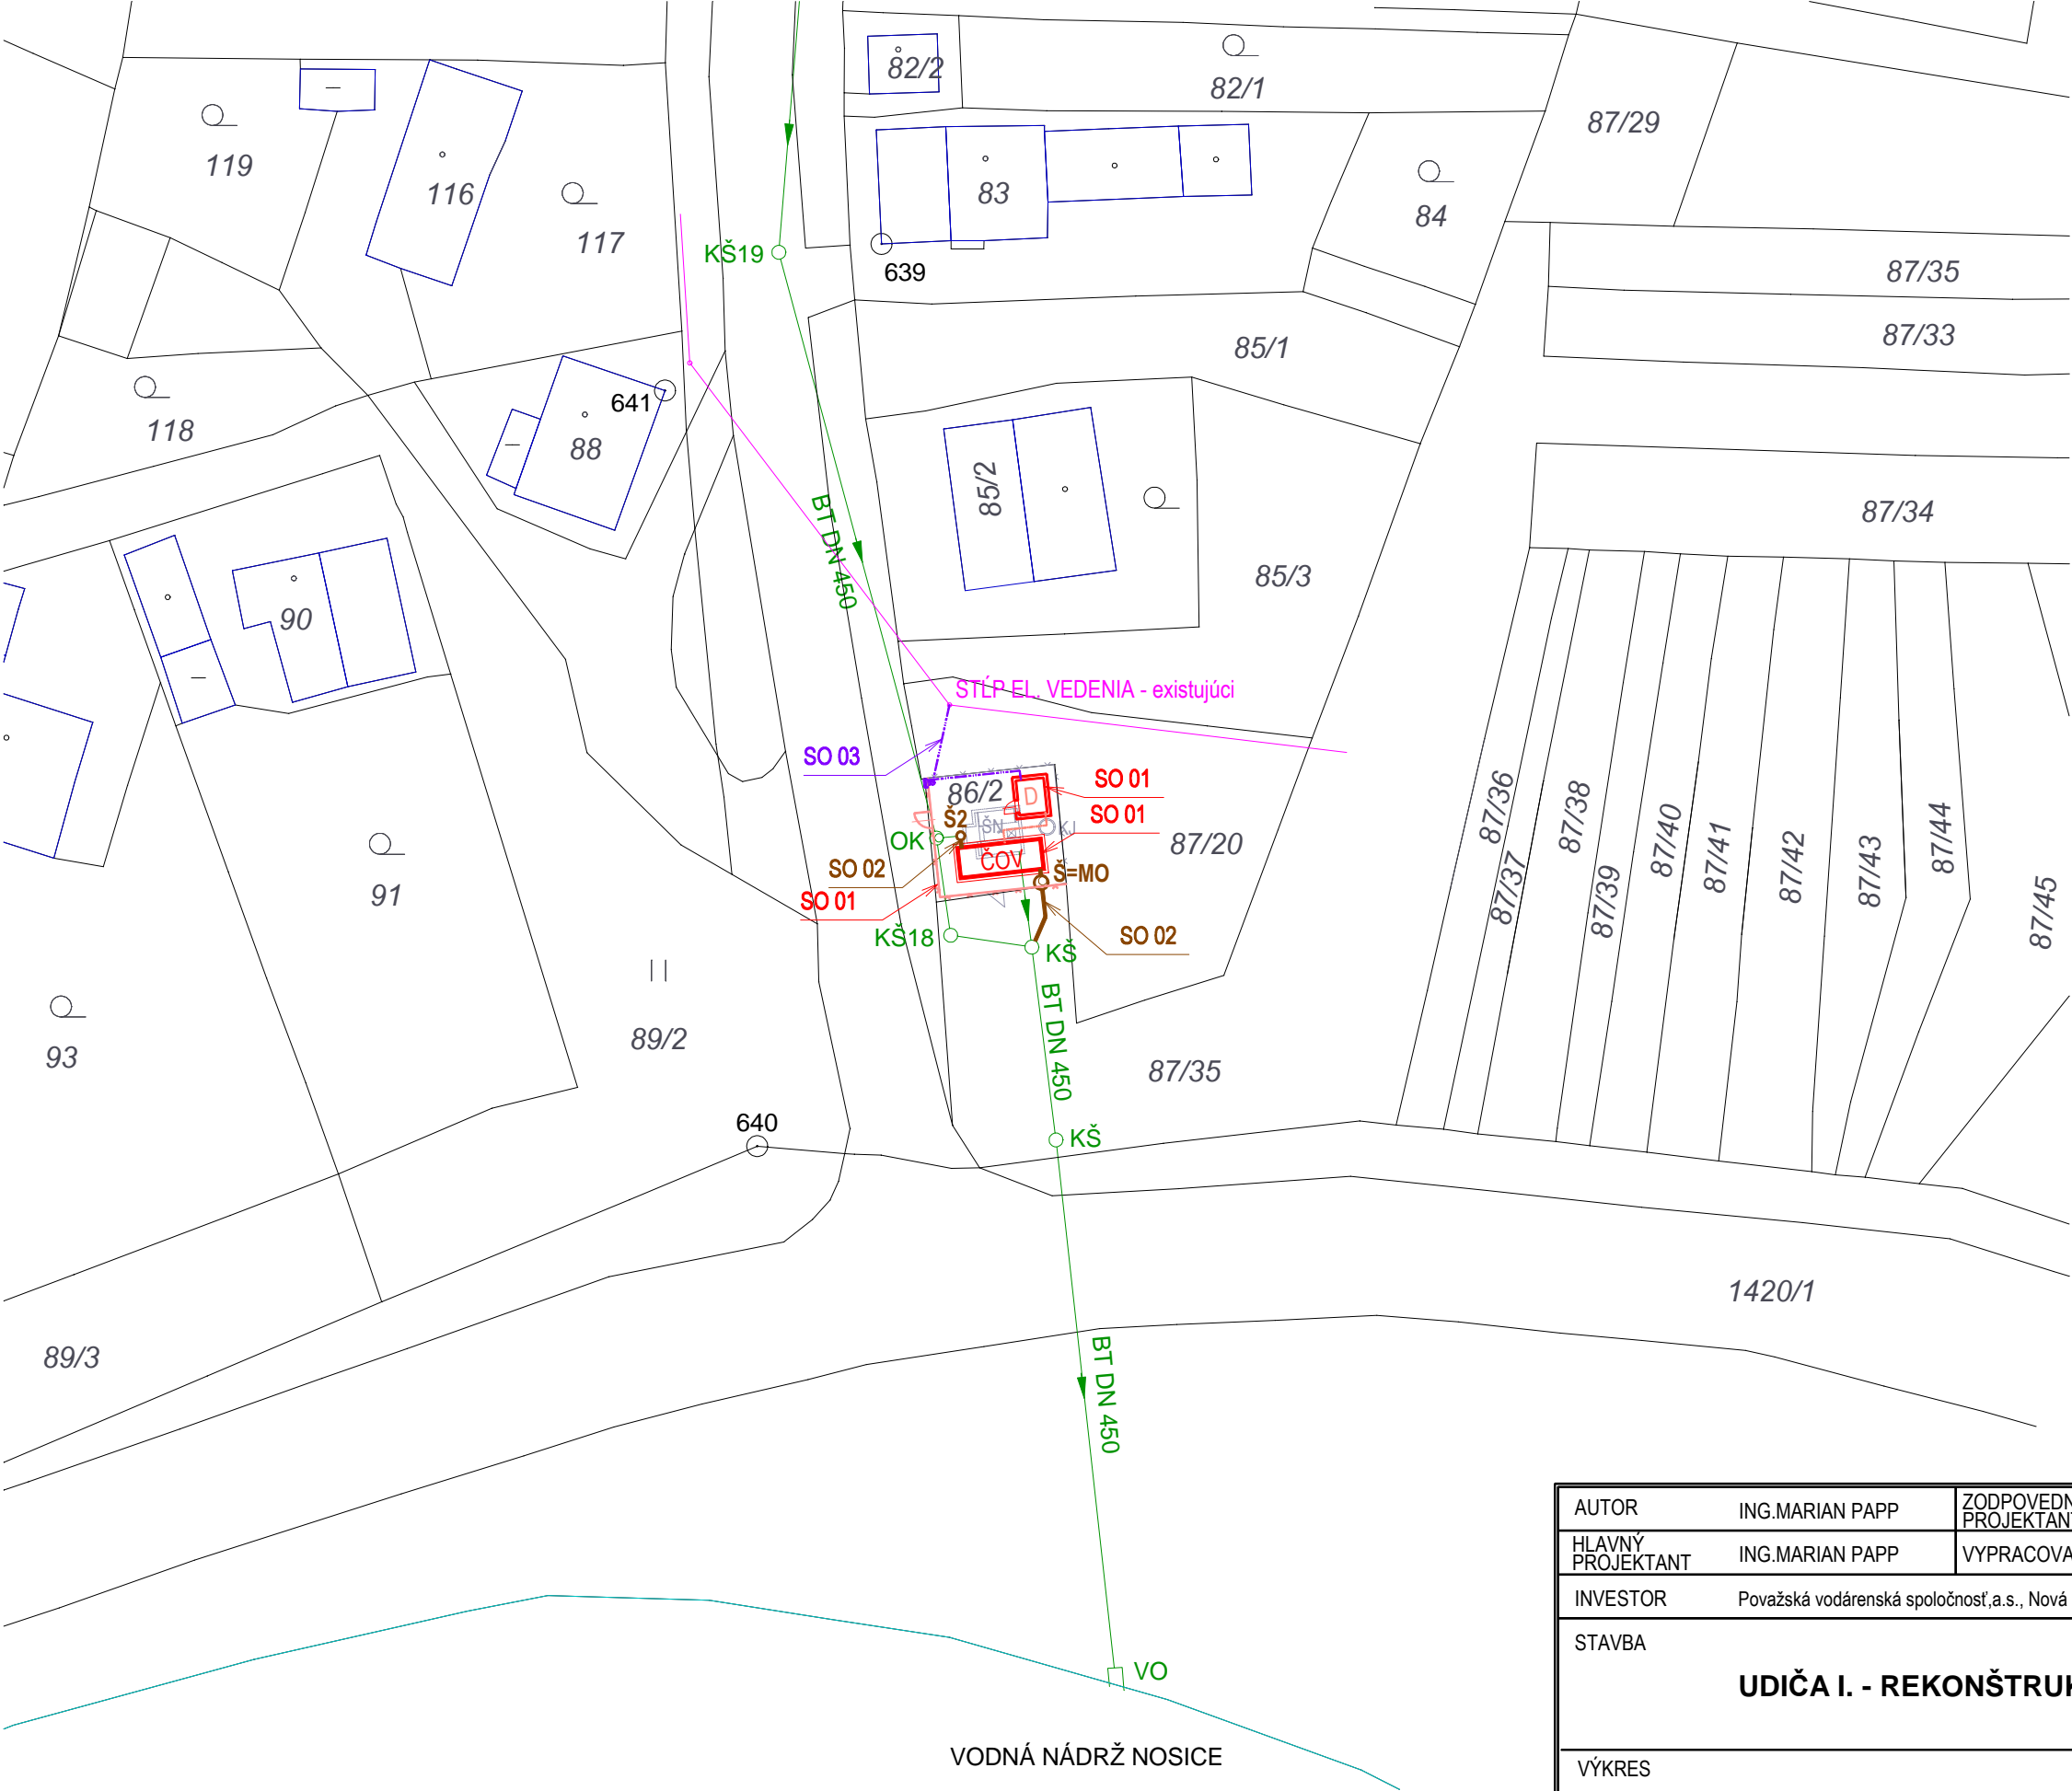 82/2
82/1
87/29
119
116
117
83
84
KŠ19
639
87/35
87/33
85/1
641
118
88
85/2
87/34
BT DN 450
85/3
90
STĹP EL. VEDENIA - existujúci
SO 03
SO 01
86/2
D
SO 01
Š2
ŠN
KJ
87/20
OK
ČOV
SO 02
Š=MO
SO 01
91
KŠ18
SO 02
KŠ
87/36
87/37
87/38
87/39
87/40
87/41
87/42
87/43
87/44
87/45
93
89/2
BT DN 450
87/35
640
KŠ
1420/1
89/3
BT DN 450
VO
VODNÁ NÁDRŽ NOSICE
AUTOR ING.MARIAN PAPP ZODPOVEDN
PROJEKTANT
HLAVNÝ
PROJEKTANT ING.MARIAN PAPP VYPRACOVA
INVESTOR Považská vodárenská spoločnosť,a.s., Nová
STAVBA
UDIČA I. - REKONŠTRUK
VÝKRES